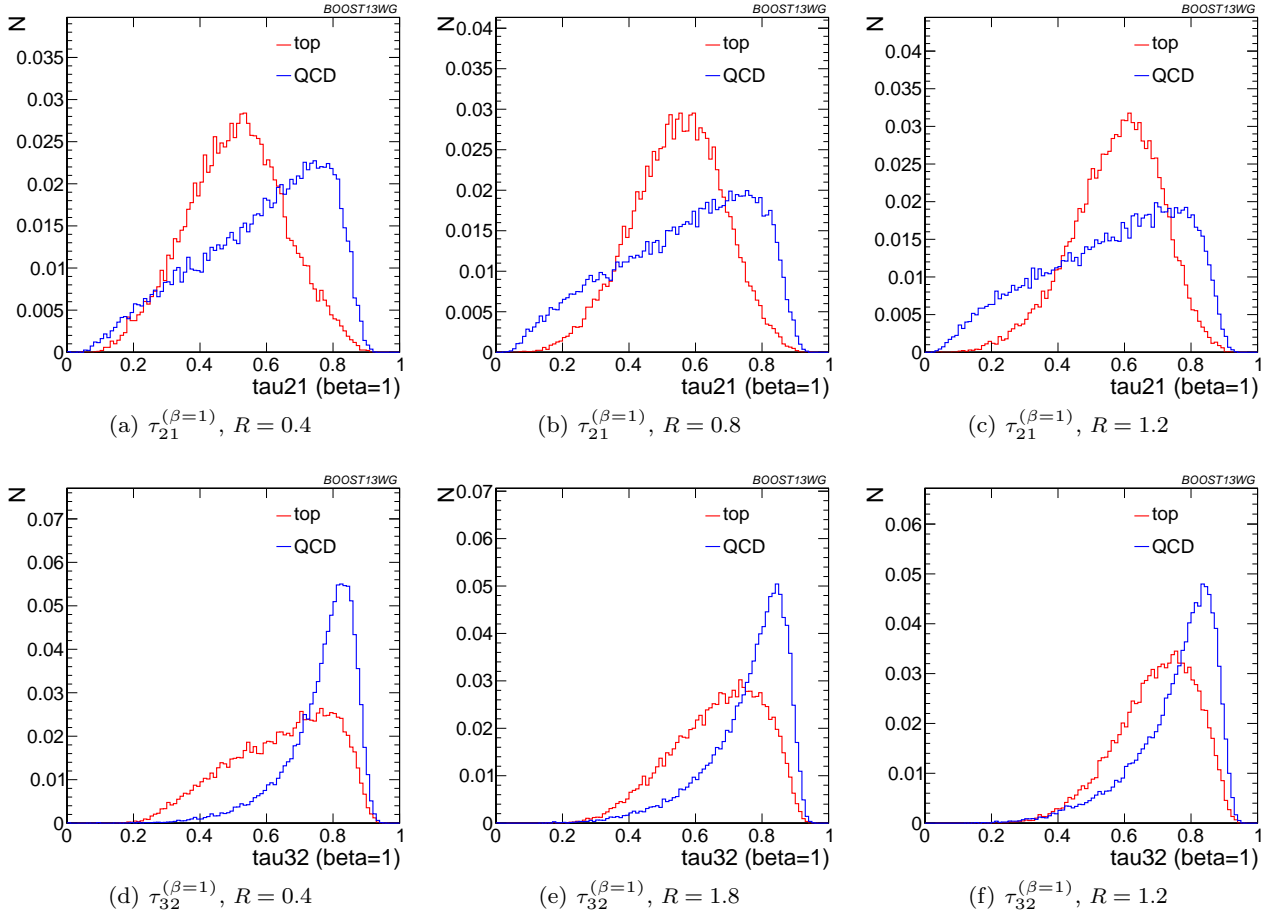 BOOST13WG
N
top
QCD
0.035
0.03
0.025
0.02
0.015
0.01
0.005
0
0 0.2 0.4 0.6 0.8 1
tau21 (beta=1)
(a) τ21^(β=1), R = 0.4
BOOST13WG
N
top
QCD
0.04
0.035
0.03
0.025
0.02
0.015
0.01
0.005
0
0 0.2 0.4 0.6 0.8 1
tau21 (beta=1)
(b) τ21^(β=1), R = 0.8
BOOST13WG
N
top
QCD
0.04
0.035
0.03
0.025
0.02
0.015
0.01
0.005
0
0 0.2 0.4 0.6 0.8 1
tau21 (beta=1)
(c) τ21^(β=1), R = 1.2
BOOST13WG
N
top
QCD
0.07
0.06
0.05
0.04
0.03
0.02
0.01
0
0 0.2 0.4 0.6 0.8 1
tau32 (beta=1)
(d) τ32^(β=1), R = 0.4
BOOST13WG
N
top
QCD
0.07
0.06
0.05
0.04
0.03
0.02
0.01
0
0 0.2 0.4 0.6 0.8 1
tau32 (beta=1)
(e) τ32^(β=1), R = 1.8
BOOST13WG
N
top
QCD
0.06
0.05
0.04
0.03
0.02
0.01
0
0 0.2 0.4 0.6 0.8 1
tau32 (beta=1)
(f) τ32^(β=1), R = 1.2